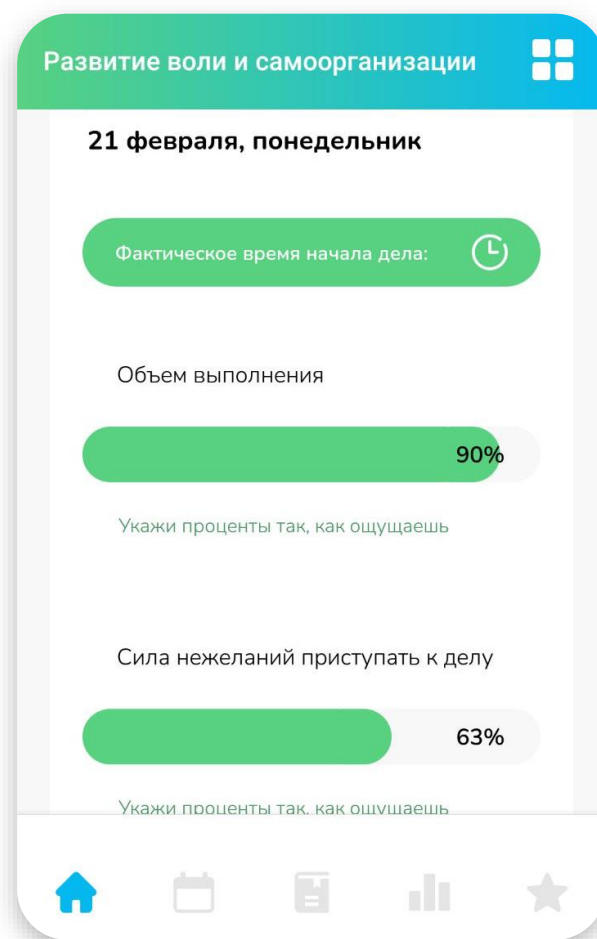 Развитие воли и самоорганизации
21 февраля, понедельник
Фактическое время начала дела:
Объем выполнения
90%
Укажи проценты так, как ощущаешь
Сила нежеланий приступать к делу
63%
Укажи проценты так, как ощущаешь